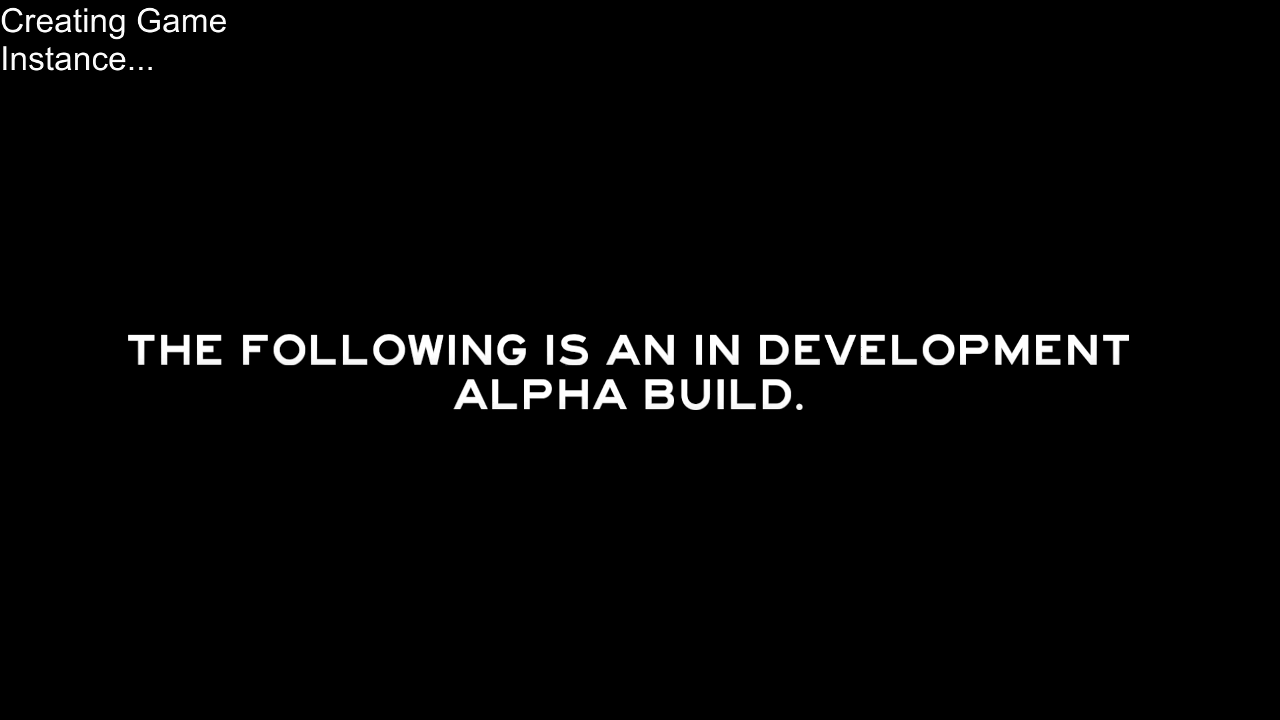 Creating Game
Instance...
THE FOLLOWING IS AN IN DEVELOPMENT
ALPHA BUILD.